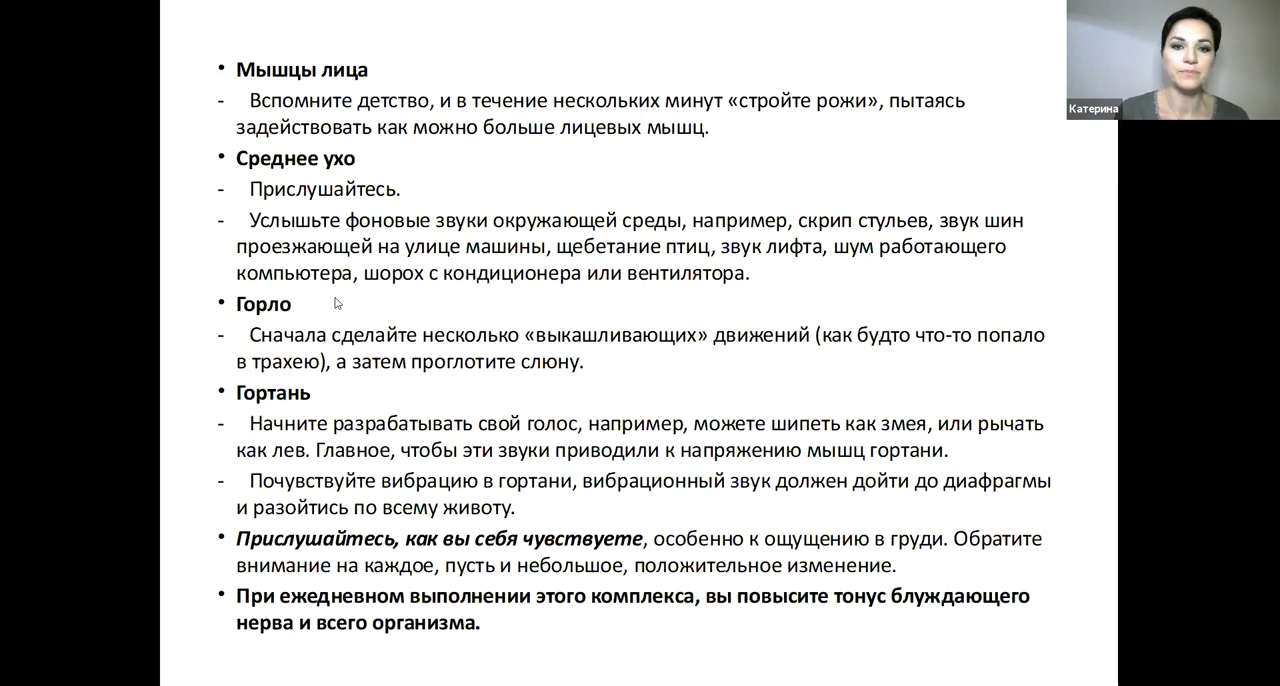 • Мышцы лица
- Вспомните детство, и в течение нескольких минут «стройте рожи», пытаясь
задействовать как можно больше лицевых мышц.
• Среднее ухо
- Прислушайтесь.
- Услышьте фоновые звуки окружающей среды, например, скрип стульев, звук шин
проезжающей на улице машины, щебетание птиц, звук лифта, шум работающего
компьютера, шорох с кондиционера или вентилятора.
• Горло
- Сначала сделайте несколько «выкашливающих» движений (как будто что-то попало
в трахею), а затем проглотите слюну.
• Гортань
- Начните разрабатывать свой голос, например, можете шипеть как змея, или рычать
как лев. Главное, чтобы эти звуки приводили к напряжению мышц гортани.
- Почувствуйте вибрацию в гортани, вибрационный звук должен дойти до диафрагмы
и разойтись по всему животу.
• Прислушайтесь, как вы себя чувствуете, особенно к ощущению в груди. Обратите
внимание на каждое, пусть и небольшое, положительное изменение.
• При ежедневном выполнении этого комплекса, вы повысите тонус блуждающего
нерва и всего организма.
Катерина